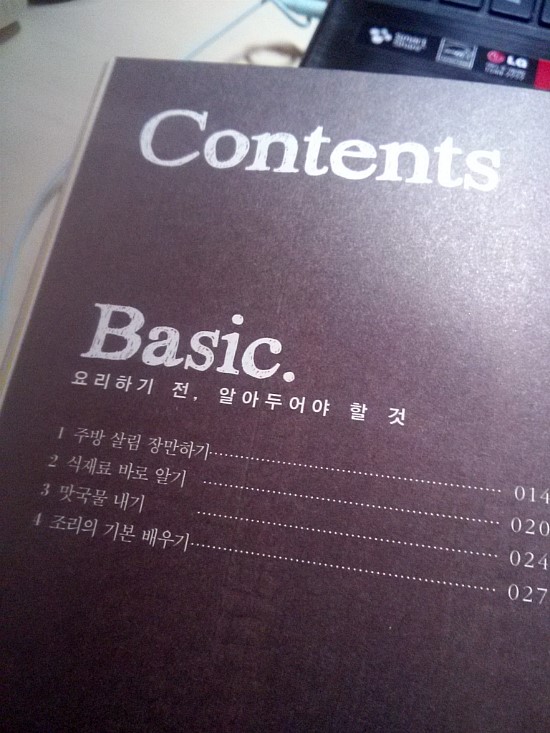 LG
Contents
Basic.
요리하기 전, 알아두어야 할 것
1 주방 살림 장만하기 014
2 식재료 바로 알기 020
3 맛국물 내기 024
4 조리의 기본 배우기 027